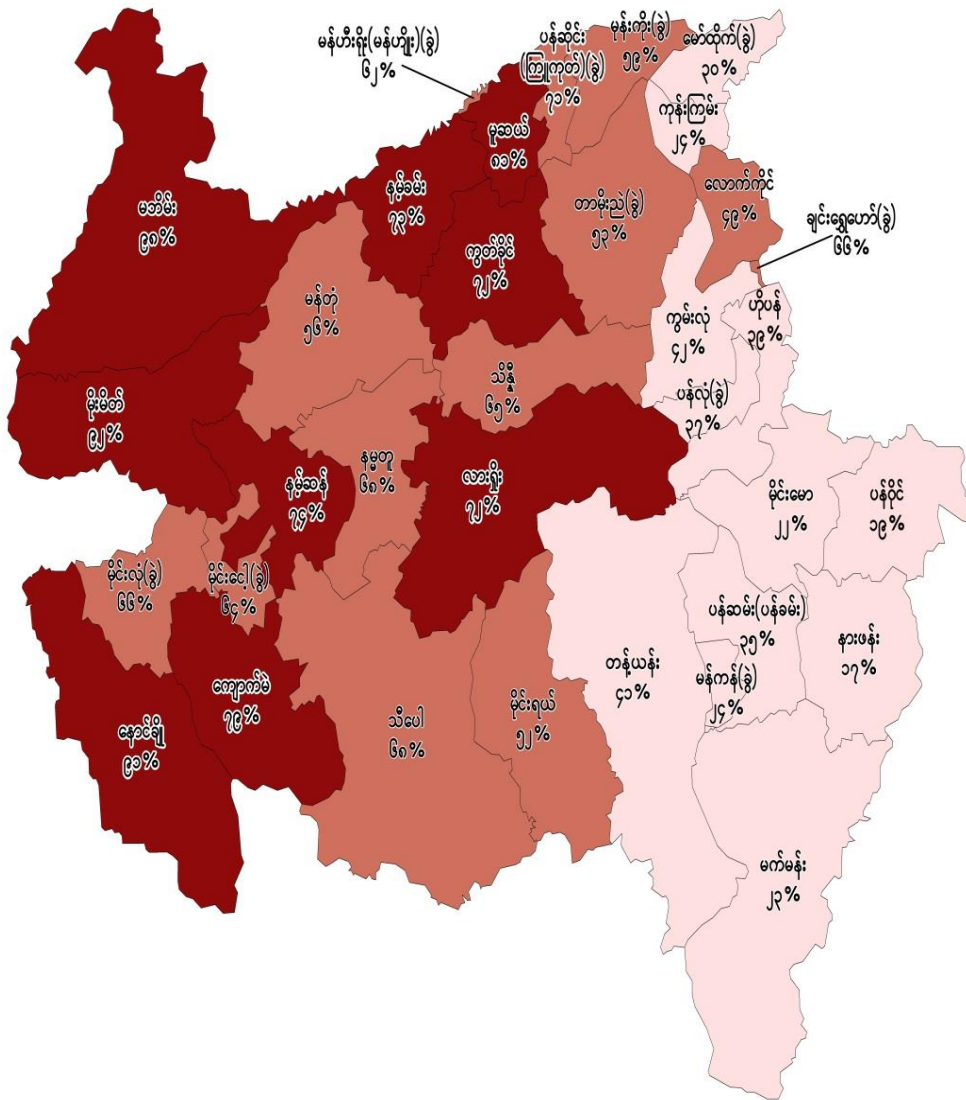 မန်ဟီးရိုး(မန်ဟျိုး)(ခွဲ)
၆၂%
ပန်ဆိုင်း
(ကြူကုတ်)(ခွဲ)
၇၁%
မုန်းကိုး(ခွဲ)
၅၉%
မော်ထိုက်(ခွဲ)
၃၀%
ကုန်းကြမ်း
၂၄%
မူဆယ်
၈၁%
မဘိမ်း
၉၈%
နမ့်ခမ်း
၇၃%
တာမိုးညဲ(ခွဲ)
၅၃%
လောက်ကိုင်
၄၉%
ချင်းရွှေဟော်(ခွဲ)
၆၆%
ကွတ်ခိုင်
၇၂%
မန်တုံ
၅၆%
ကွမ်းလုံ
၄၂%
ဟိုပန်
၃၉%
သိန္နီ
၆၅%
မိုးမိတ်
၉၂%
ပန်လုံ(ခွဲ)
၃၇%
နမ္မတူ
၆၈%
နမ့်ဆန်
၇၄%
လားရှိုး
၇၂%
မိုင်းမော
၂၂%
ပန်ဝိုင်
၁၉%
မိုင်းလုံ(ခွဲ)
၆၆%
မိုင်းငေါ့(ခွဲ)
၆၄%
ပန်ဆမ်း(ပန်ခမ်း)
၃၅%
နားဖန်း
၁၇%
တန့်ယန်း
၄၁%
မန်ကန်(ခွဲ)
၂၄%
ကျောက်မဲ
၇၉%
သီပေါ
၆၈%
မိုင်းရယ်
၅၂%
နောင်ချို
၉၁%
မက်မန်း
၂၃%